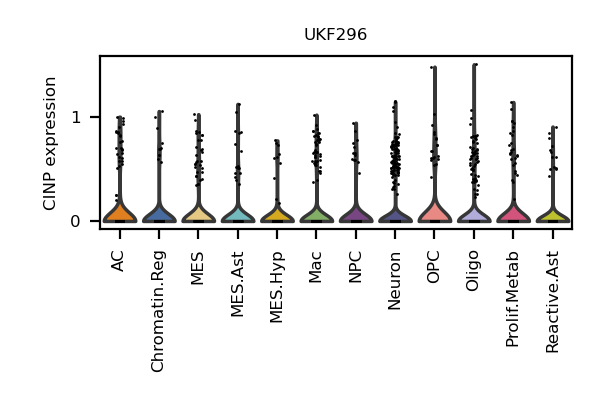 UKF296
CINP expression
1
0
AC
Chromatin.Reg
MES
MES.Ast
MES.Hyp
Mac
NPC
Neuron
OPC
Oligo
Prolif.Metab
Reactive.Ast